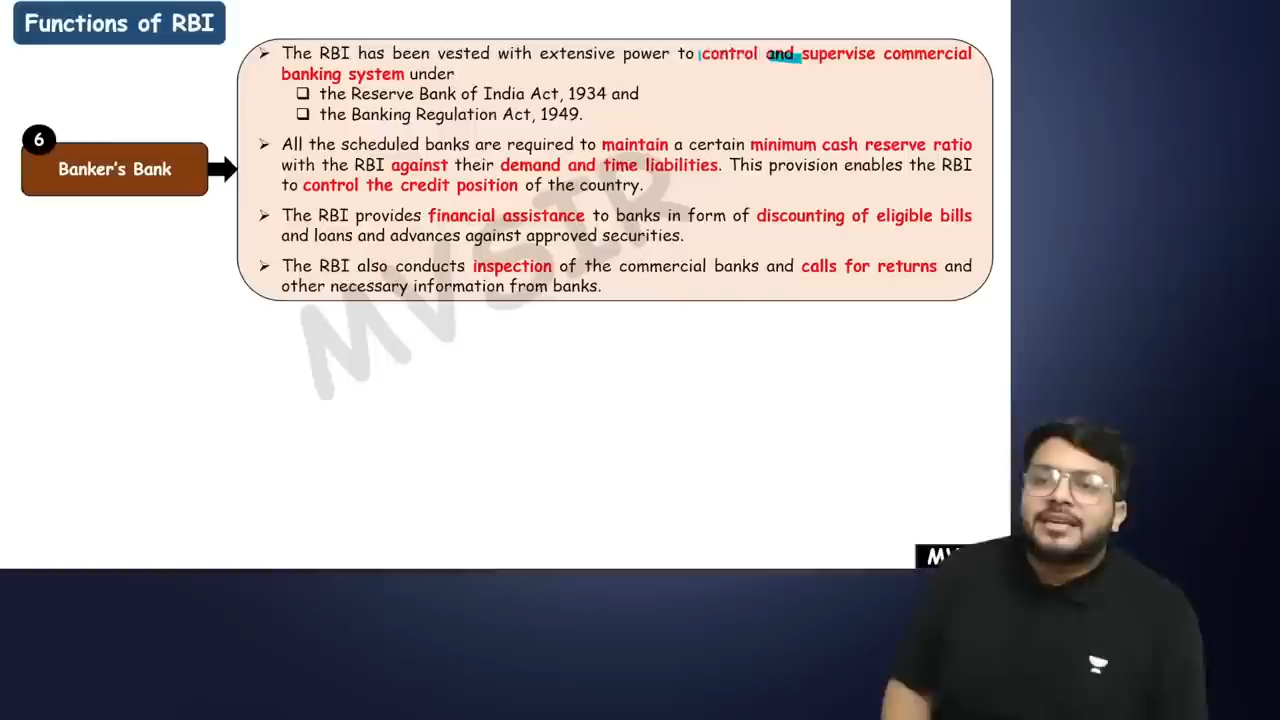 Functions of RBI
➢ The RBI has been vested with extensive power to control and supervise commercial
banking system under
❑ the Reserve Bank of India Act, 1934 and
❑ the Banking Regulation Act, 1949.
6
Banker's Bank
➢ All the scheduled banks are required to maintain a certain minimum cash reserve ratio
with the RBI against their demand and time liabilities. This provision enables the RBI
to control the credit position of the country.
➢ The RBI provides financial assistance to banks in form of discounting of eligible bills
and loans and advances against approved securities.
➢ The RBI also conducts inspection of the commercial banks and calls for returns and
other necessary information from banks.
MVSIR